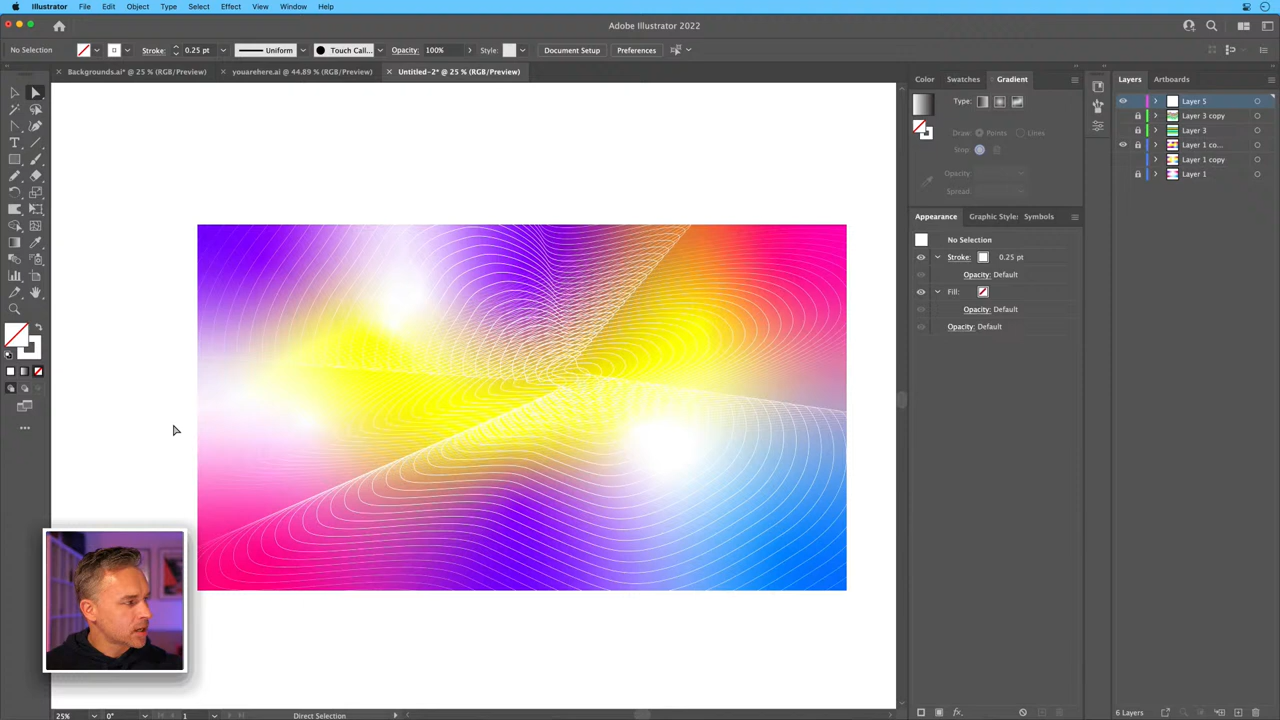 Illustrator File Edit Object Type Select Effect View Window Help
Adobe Illustrator 2022
No Selection Stroke: 0.25 pt Uniform Touch Call... Opacity: 100% Style: Document Setup Preferences
Backgrounds.ai* @ 25 % (RGB/Preview) youarehere.ai @ 44.89 % (RGB/Preview) Untitled-2* @ 25 % (RGB/Preview)
Color Swatches Gradient
Type:
Draw: Points Lines
Stop:
Opacity
Spread:
Appearance Graphic Style: Symbols
No Selection
Stroke: 0.25 pt
Opacity: Default
Fill:
Opacity: Default
Opacity: Default
Layers Artboards
Layer 5
Layer 3 copy
Layer 3
Layer 1 co...
Layer 1 copy
Layer 1
25% 0° 1 Direct Selection
fx.
6 Layers